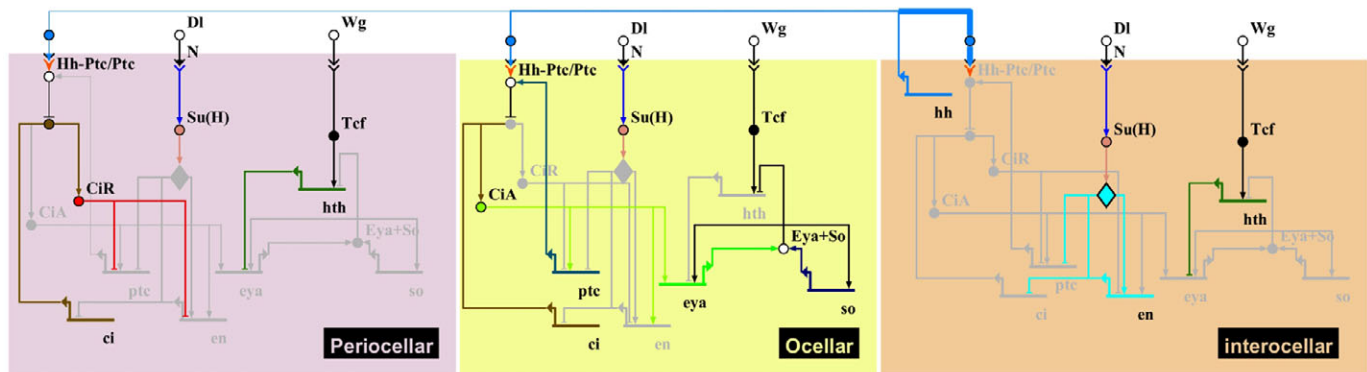 Dl
Wg
N
Hh-Ptc/Ptc
Su(H)
Tcf
CiR
hth
CiA
Eya+So
ptc
eya
so
ci
en
Periocellar
Dl
Wg
N
Hh-Ptc/Ptc
Su(H)
Tcf
CiR
CiA
hth
Eya+So
ptc
eya
so
ci
en
Ocellar
Dl
Wg
N
Hh-Ptc/Ptc
hh
Su(H)
Tcf
CiR
CiA
hth
Eya+So
ptc
eya
so
ci
en
interocellar